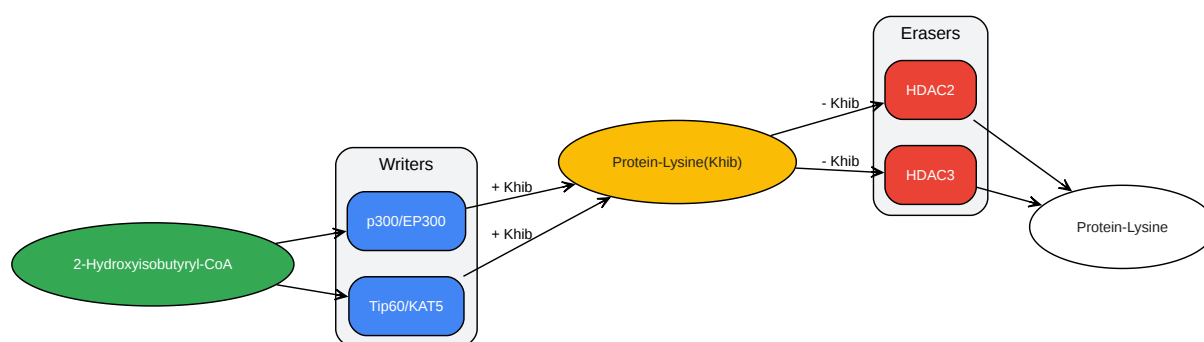 Writers
p300/EP300
Tip60/KAT5
2-Hydroxyisobutyryl-CoA
+ Khib
+ Khib
Protein-Lysine(Khib)
- Khib
- Khib
Erasers
HDAC2
HDAC3
Protein-Lysine